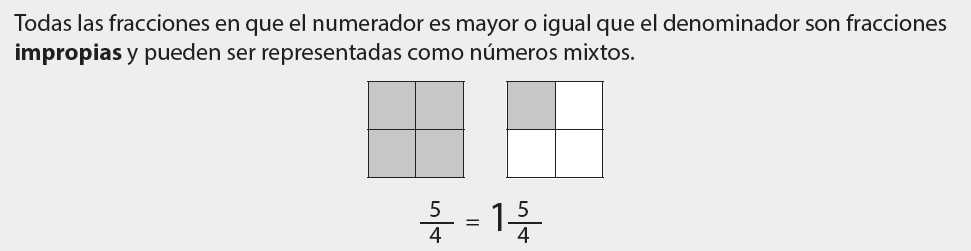 Todas las fracciones en que el numerador es mayor o igual que el denominador son fracciones
impropias y pueden ser representadas como números mixtos.
5/4 = 1 5/4